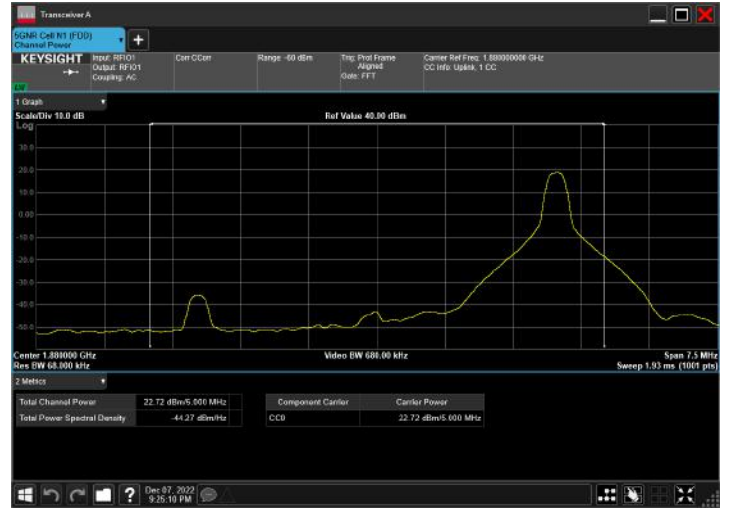 Transceiver A
5GNR Cell N1 (FDD)
Channel Power
KEYSIGHT
Input: RFIO1
Output: RFIO1
Coupling: AC
Corr CCorr
Range -60 dBm
Trig: Prot Frame
Aligned
Gate: FFT
Carrier Ref Freq: 1.880000000 GHz
CC Info: Uplink, 1 CC
1 Graph
Scale/Div 10.0 dB
Ref Value 40.00 dBm
Log
30.0
20.0
10.0
0.00
-10.0
-20.0
-30.0
-40.0
-50.0
Center 1.880000 GHz
Video BW 680.00 kHz
Span 7.5 MHz
Res BW 68.000 kHz
Sweep 1.93 ms (1001 pts)
2 Metrics
Total Channel Power 22.72 dBm/5.000 MHz
Total Power Spectral Density -44.27 dBm/Hz
Component Carrier Carrier Power
CC0 22.72 dBm/5.000 MHz
Dec 07, 2022
9:25:10 PM